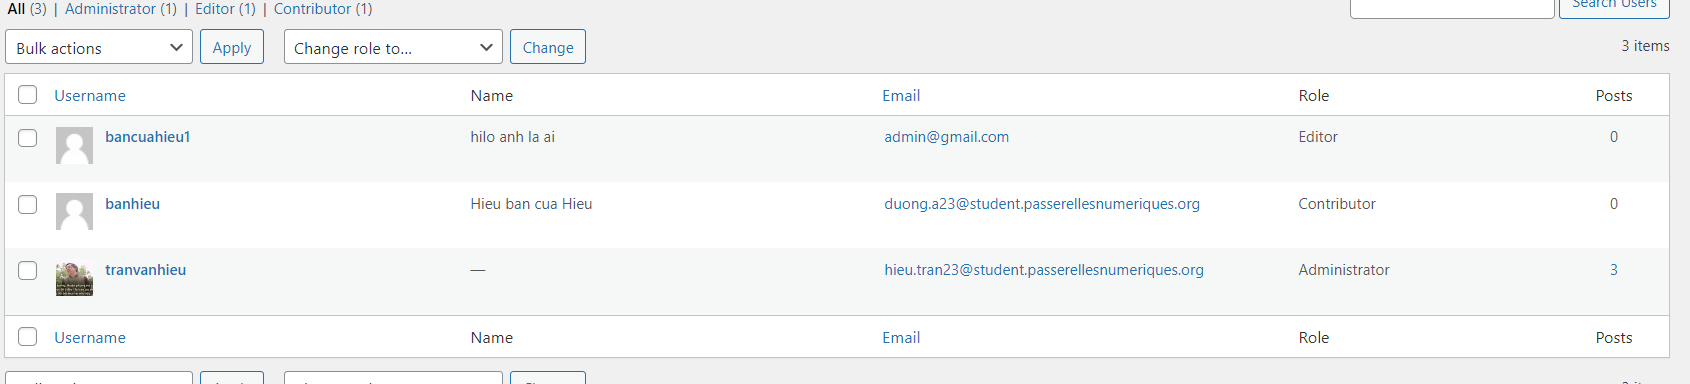 All (3) | Administrator (1) | Editor (1) | Contributor (1)
Search Users
Bulk actions Apply Change role to... Change 3 items
Username Name Email Role Posts
bancuahieu1 hilo anh la ai admin@gmail.com Editor 0
banhieu Hieu ban cua Hieu duong.a23@student.passerellesnumeriques.org Contributor 0
tranvanhieu — hieu.tran23@student.passerellesnumeriques.org Administrator 3
Username Name Email Role Posts